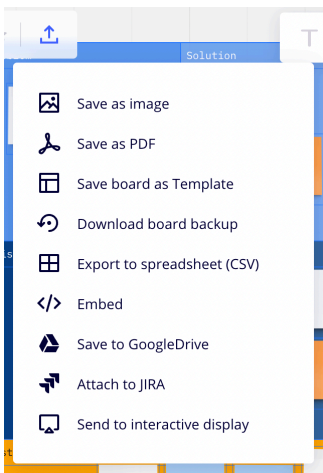 Solution
Save as image
Save as PDF
Save board as Template
Download board backup
Export to spreadsheet (CSV)
Embed
Save to GoogleDrive
Attach to JIRA
Send to interactive display